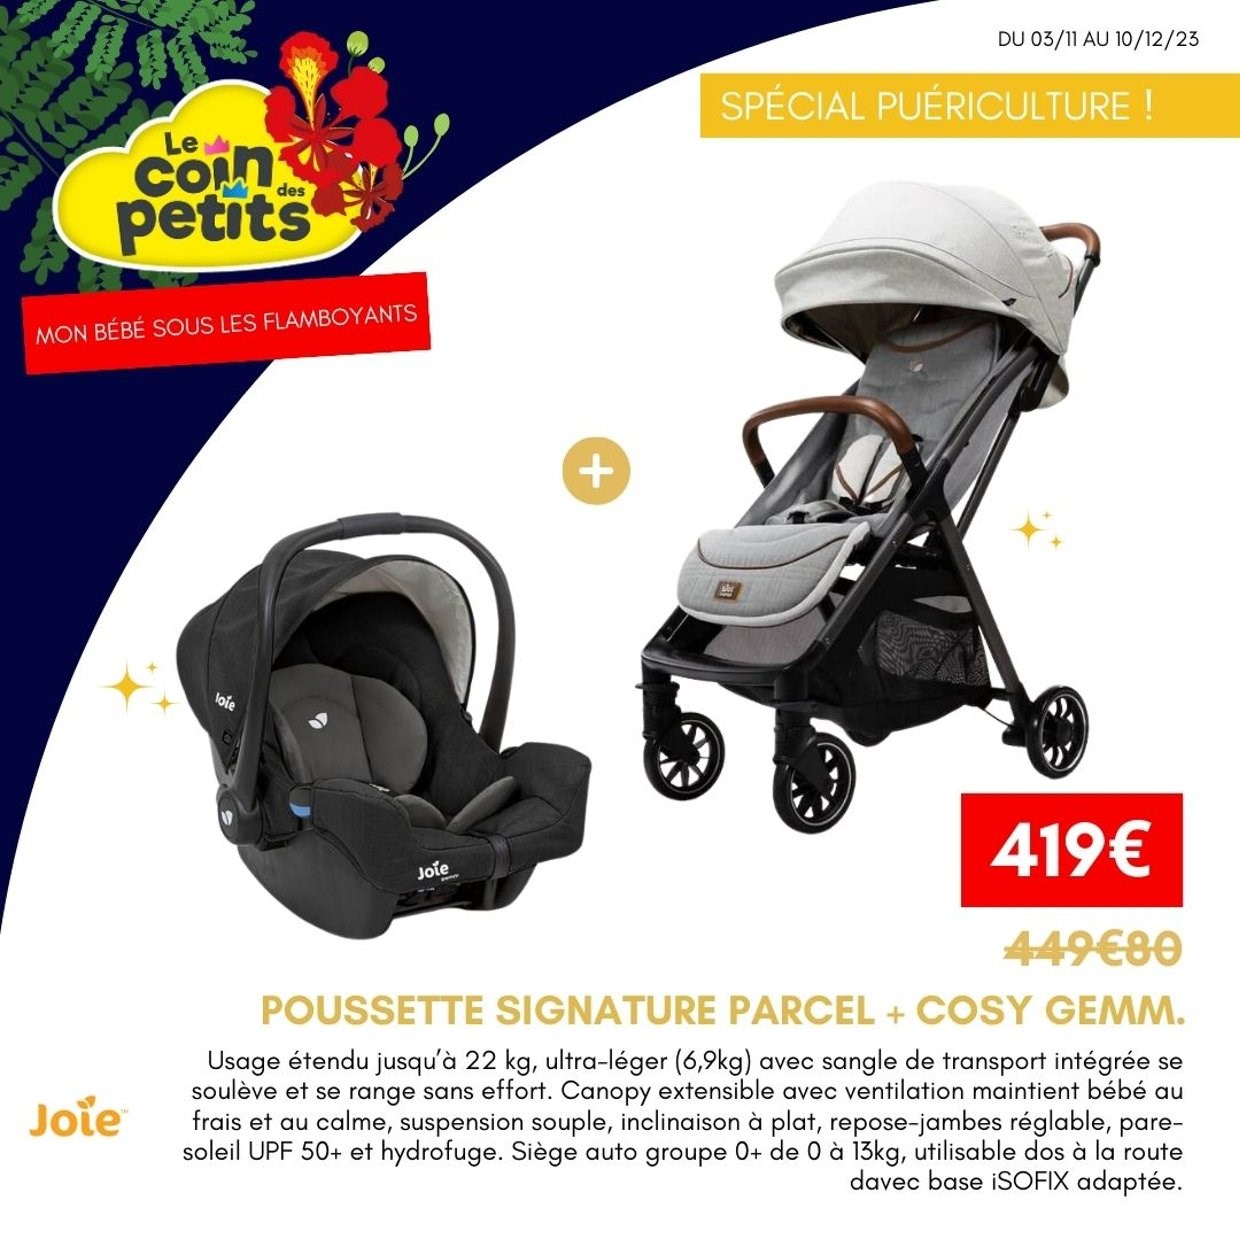 DU 03/11 AU 10/12/23
SPÉCIAL PUÉRICULTURE !
Le
coin
des
petits
MON BÉBÉ SOUS LES FLAMBOYANTS
+
Joie
Joie
gemm
Joie
419€
449€80
POUSSETTE SIGNATURE PARCEL + COSY GEMM.
Usage étendu jusqu'à 22 kg, ultra-léger (6,9kg) avec sangle de transport intégrée se
soulève et se range sans effort. Canopy extensible avec ventilation maintient bébé au
frais et au calme, suspension souple, inclinaison à plat, repose-jambes réglable, pare-
soleil UPF 50+ et hydrofuge. Siège auto groupe 0+ de 0 à 13kg, utilisable dos à la route
davec base iSOFIX adaptée.
Joie™